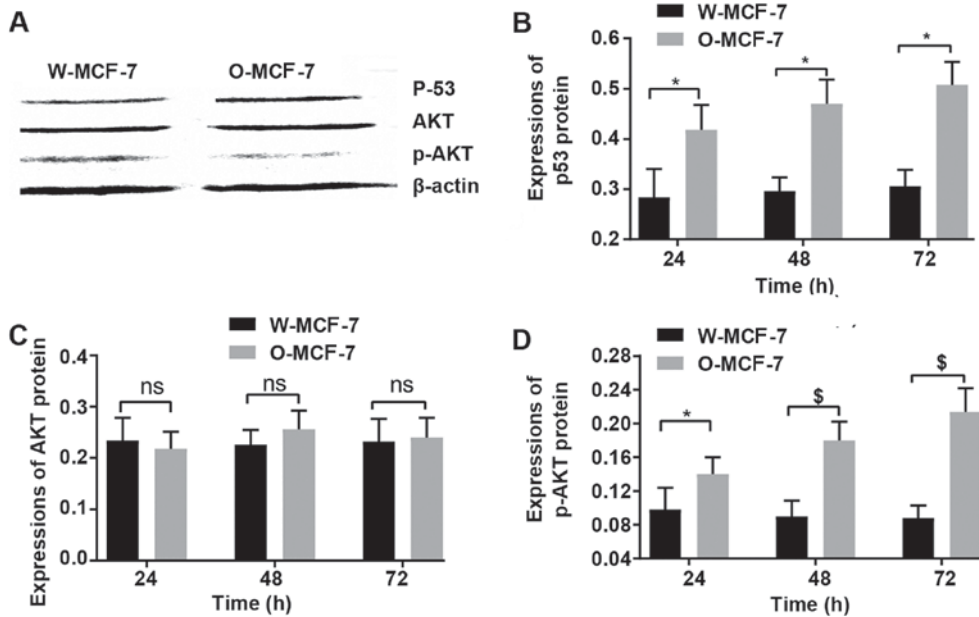 A
W-MCF-7 O-MCF-7
P-53
AKT
p-AKT
β-actin
B
W-MCF-7
O-MCF-7
Expressions of
p53 protein
0.6
0.5
0.4
0.3
0.2
* * *
24 48 72
Time (h)
C
W-MCF-7
O-MCF-7
Expressions of AKT protein
0.4
0.3
0.2
0.1
0.0
ns ns ns
24 48 72
Time (h)
D
W-MCF-7
O-MCF-7
Expressions of
p-AKT protein
0.28
0.24
0.20
0.16
0.12
0.08
0.04
* $ $
24 48 72
Time (h)